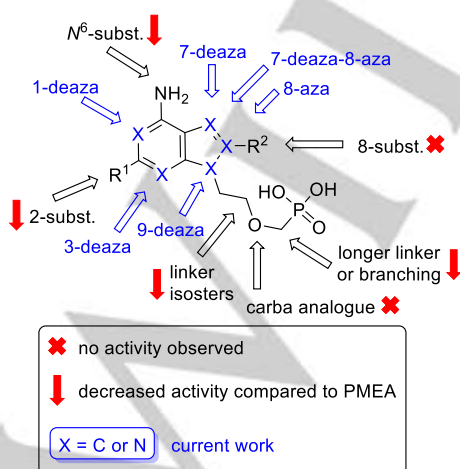 N⁶-subst.
7-deaza
7-deaza-8-aza
1-deaza
NH₂
8-aza
X
X
X
R²
8-subst.
R¹
X
X
HO
OH
P
O
O
2-subst.
3-deaza
9-deaza
linker
isosters
longer linker
or branching
carba analogue
no activity observed
decreased activity compared to PMEA
X = C or N current work